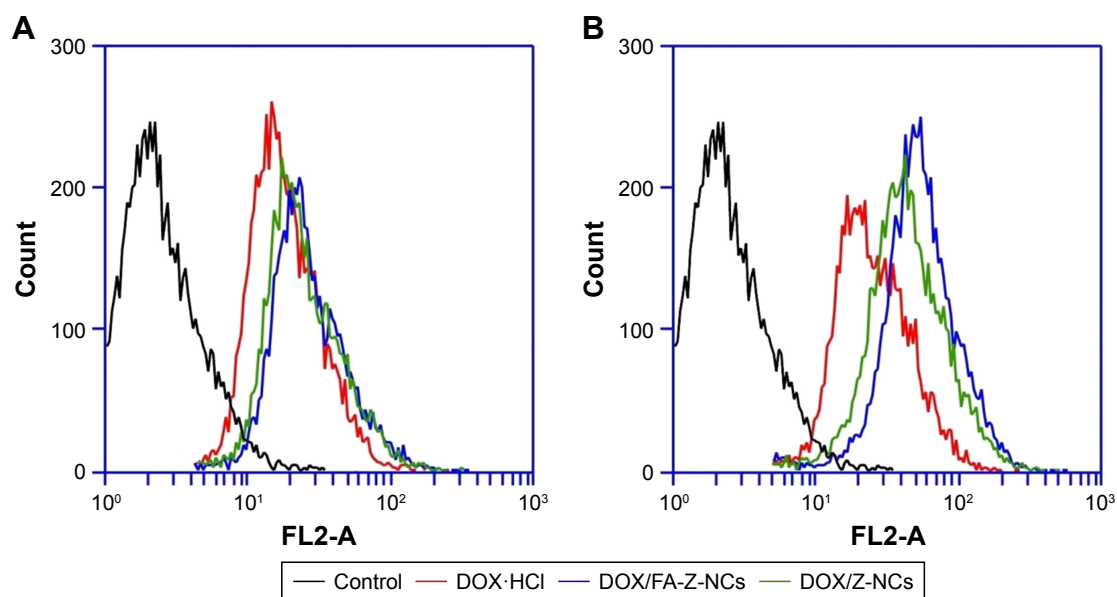 A
300
200
100
0
Count
10⁰ 10¹ 10² 10³
FL2-A
B
300
200
100
0
Count
10⁰ 10¹ 10² 10³
FL2-A
Control DOX·HCl DOX/FA-Z-NCs DOX/Z-NCs